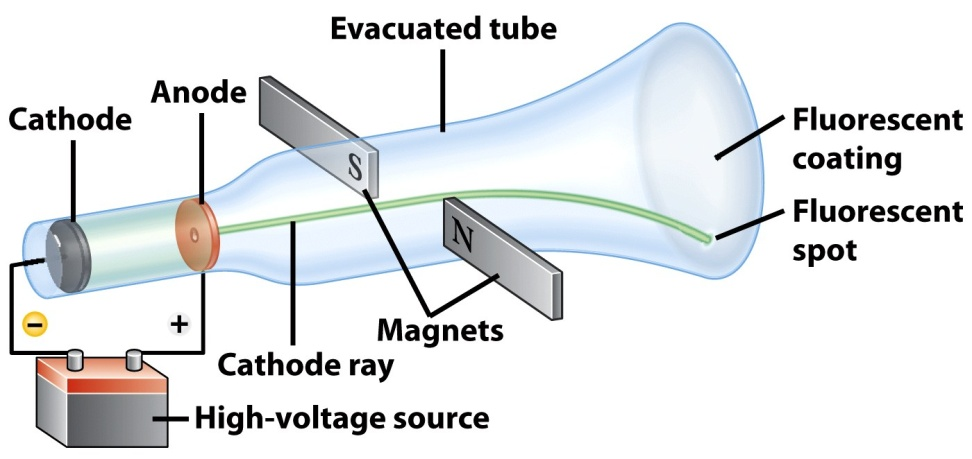 Evacuated tube
Anode
Cathode
S
Fluorescent
coating
Fluorescent
spot
N
Magnets
Cathode ray
−
+
High-voltage source